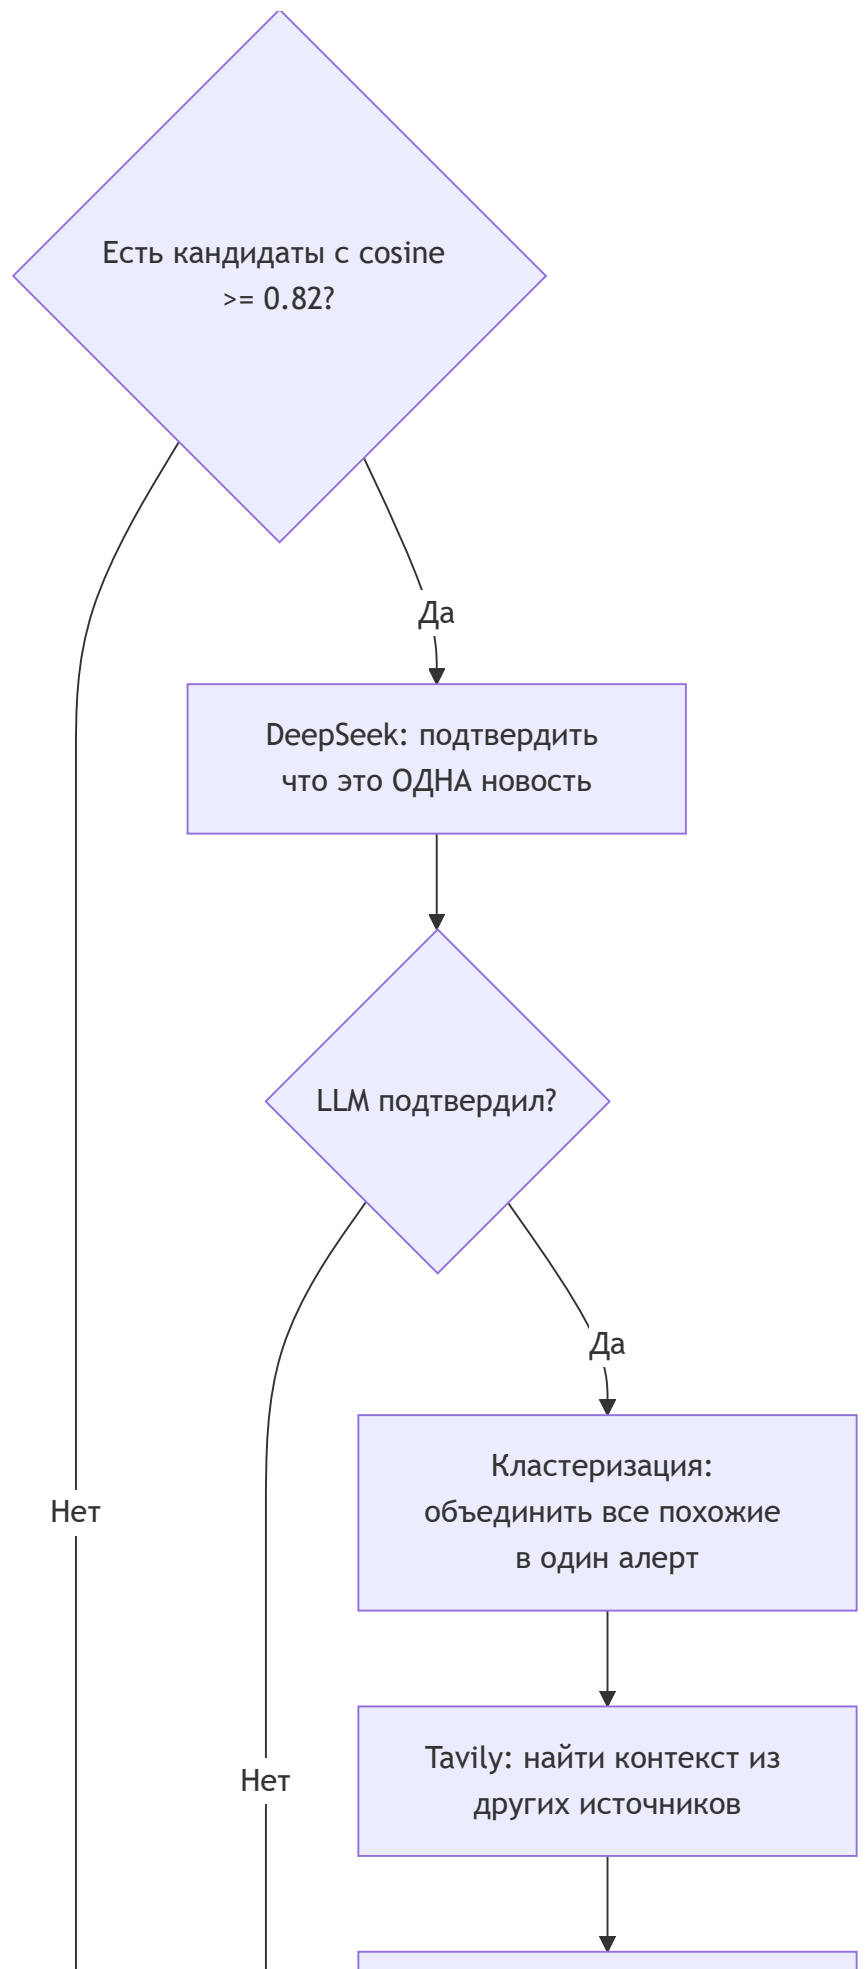 Есть кандидаты с cosine
>= 0.82?
Да
DeepSeek: подтвердить
что это ОДНА новость
LLM подтвердил?
Да
Кластеризация:
объединить все похожие
в один алерт
Нет
Tavily: найти контекст из
других источников
Нет